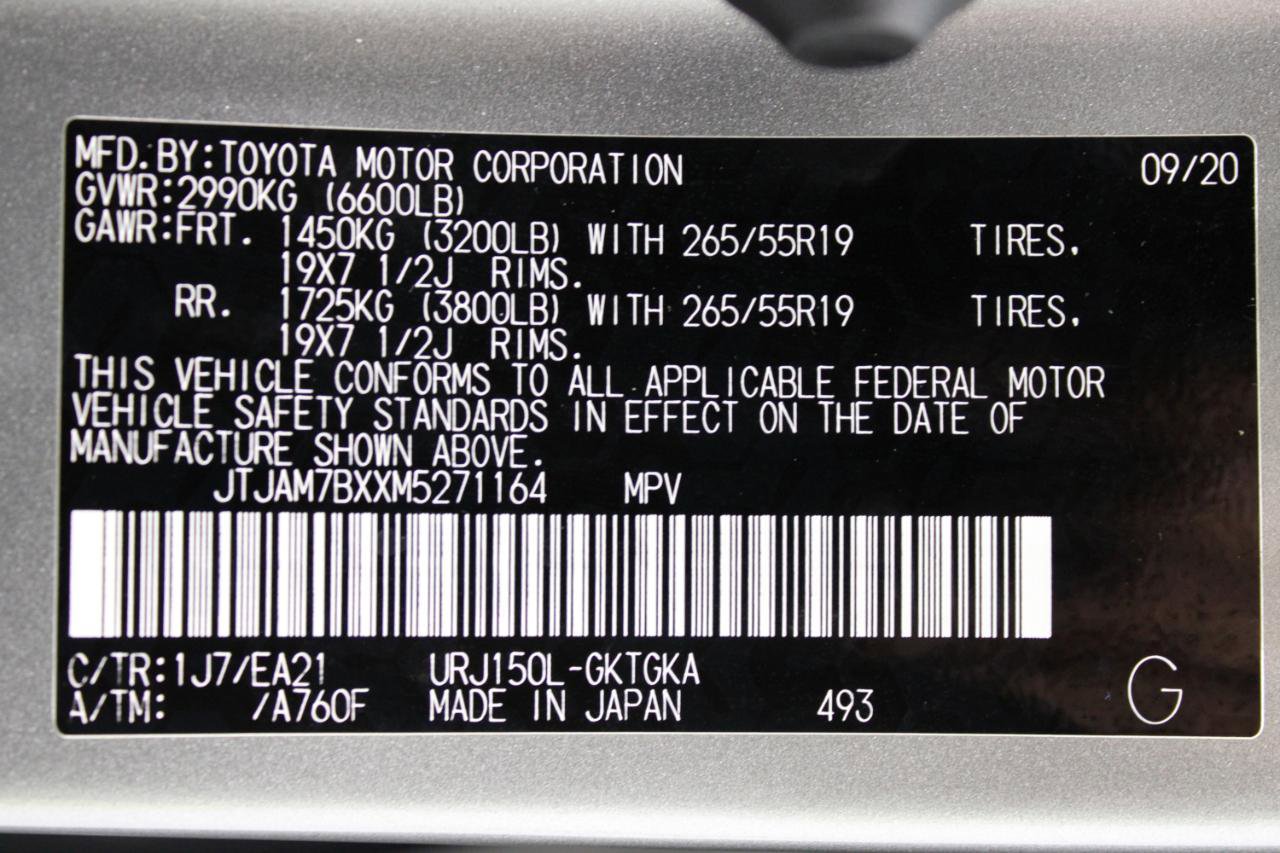 MFD. BY: TOYOTA MOTOR CORPORATION 09/20
GVWR: 2990KG (6600LB)
GAWR: FRT. 1450KG (3200LB) WITH 265/55R19 TIRES,
19X7 1/2J RIMS.
RR. 1725KG (3800LB) WITH 265/55R19 TIRES,
19X7 1/2J RIMS.
THIS VEHICLE CONFORMS TO ALL APPLICABLE FEDERAL MOTOR
VEHICLE SAFETY STANDARDS IN EFFECT ON THE DATE OF
MANUFACTURE SHOWN ABOVE.
JTJAM7BXXM5271164 MPV
C/TR: 1J7/EA21 URJ150L-GKTGKA
A/TM: /A760F MADE IN JAPAN 493 G